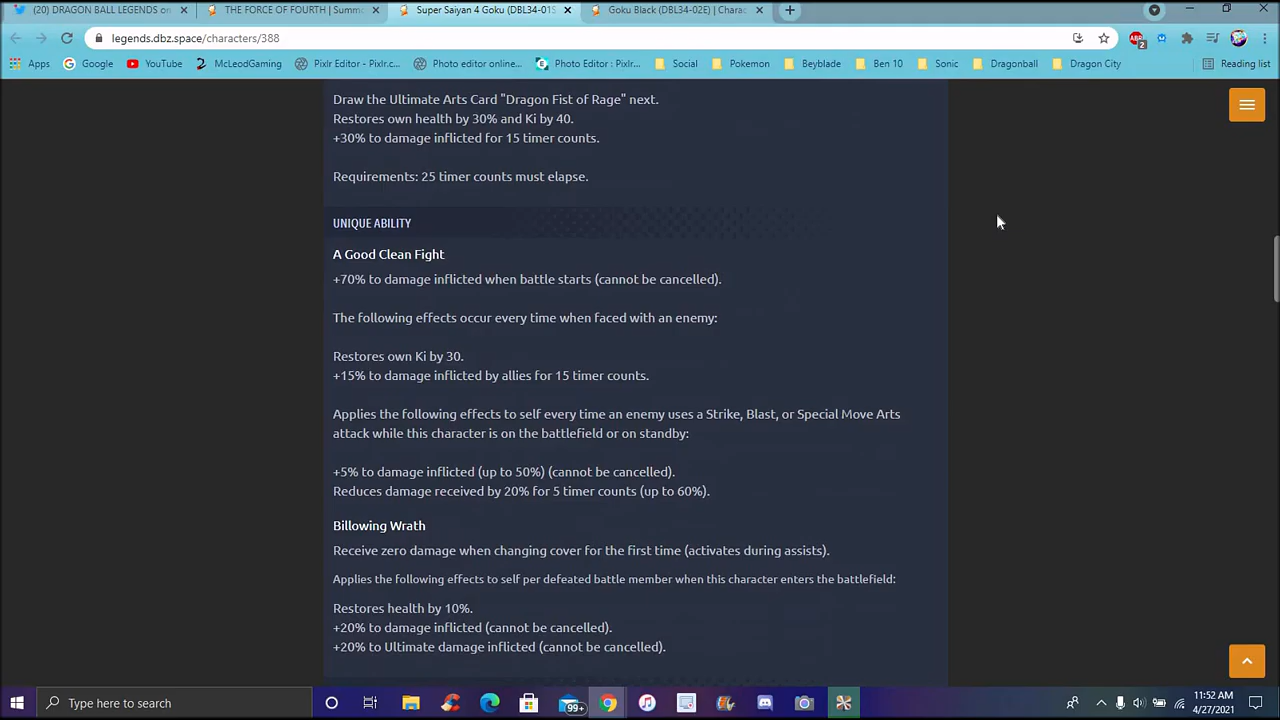 (20) DRAGON BALL LEGENDS on
THE FORCE OF FOURTH | Summo
Super Saiyan 4 Goku (DBL34-01S
Goku Black (DBL34-02E) | Charac
legends.dbz.space/characters/388
Apps
Google
YouTube
McLeodGaming
Pixlr Editor - Pixlr.c...
Photo editor online...
Photo Editor : Pixlr...
Social
Pokemon
Beyblade
Ben 10
Sonic
Dragonball
Dragon City
Reading list
Draw the Ultimate Arts Card "Dragon Fist of Rage" next.
Restores own health by 30% and Ki by 40.
+30% to damage inflicted for 15 timer counts.
Requirements: 25 timer counts must elapse.
UNIQUE ABILITY
A Good Clean Fight
+70% to damage inflicted when battle starts (cannot be cancelled).
The following effects occur every time when faced with an enemy:
Restores own Ki by 30.
+15% to damage inflicted by allies for 15 timer counts.
Applies the following effects to self every time an enemy uses a Strike, Blast, or Special Move Arts
attack while this character is on the battlefield or on standby:
+5% to damage inflicted (up to 50%) (cannot be cancelled).
Reduces damage received by 20% for 5 timer counts (up to 60%).
Billowing Wrath
Receive zero damage when changing cover for the first time (activates during assists).
Applies the following effects to self per defeated battle member when this character enters the battlefield:
Restores health by 10%.
+20% to damage inflicted (cannot be cancelled).
+20% to Ultimate damage inflicted (cannot be cancelled).
Type here to search
99+
11:52 AM
4/27/2021